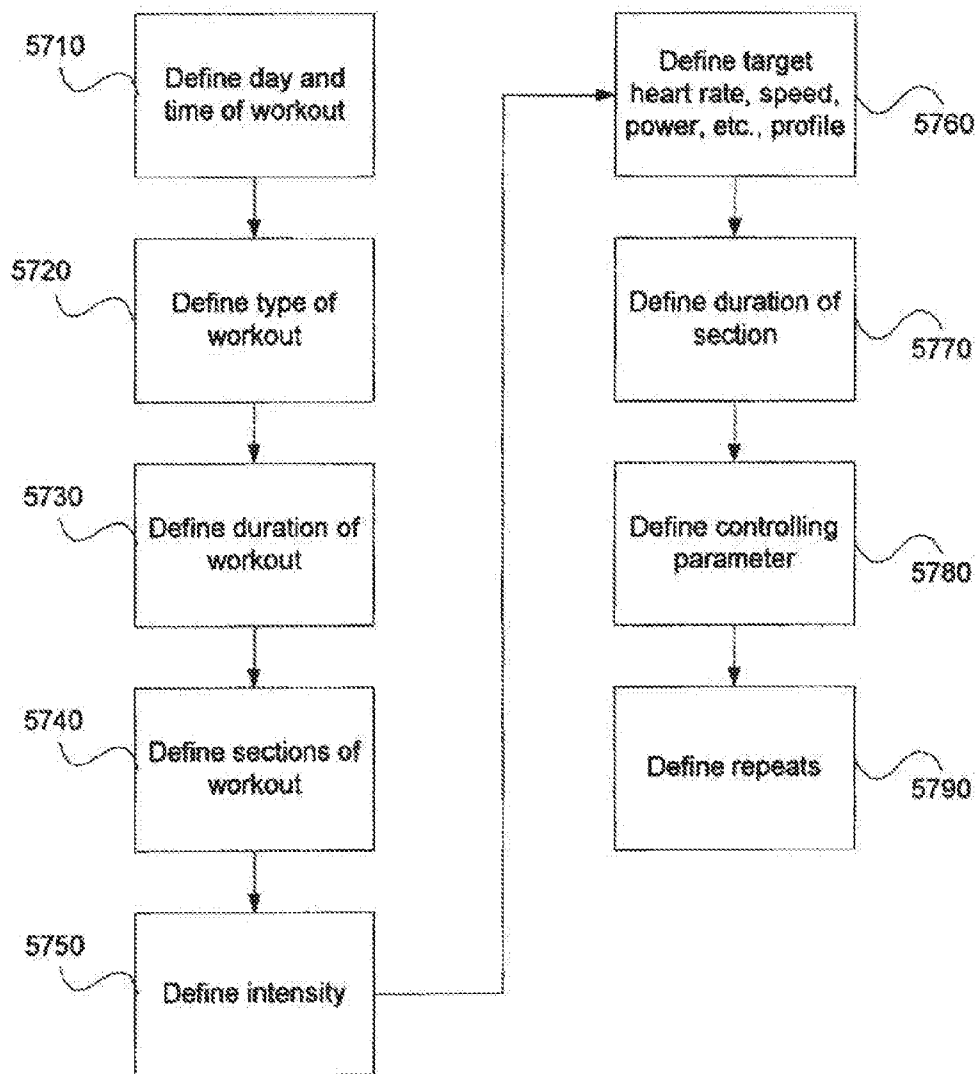 5710
Define day and
time of workout
5720
Define type of
workout
5730
Define duration of
workout
5740
Define sections of
workout
5750
Define intensity
Define target
heart rate, speed,
power, etc., profile
5760
Define duration of
section
5770
Define controlling
parameter
5780
Define repeats
5790